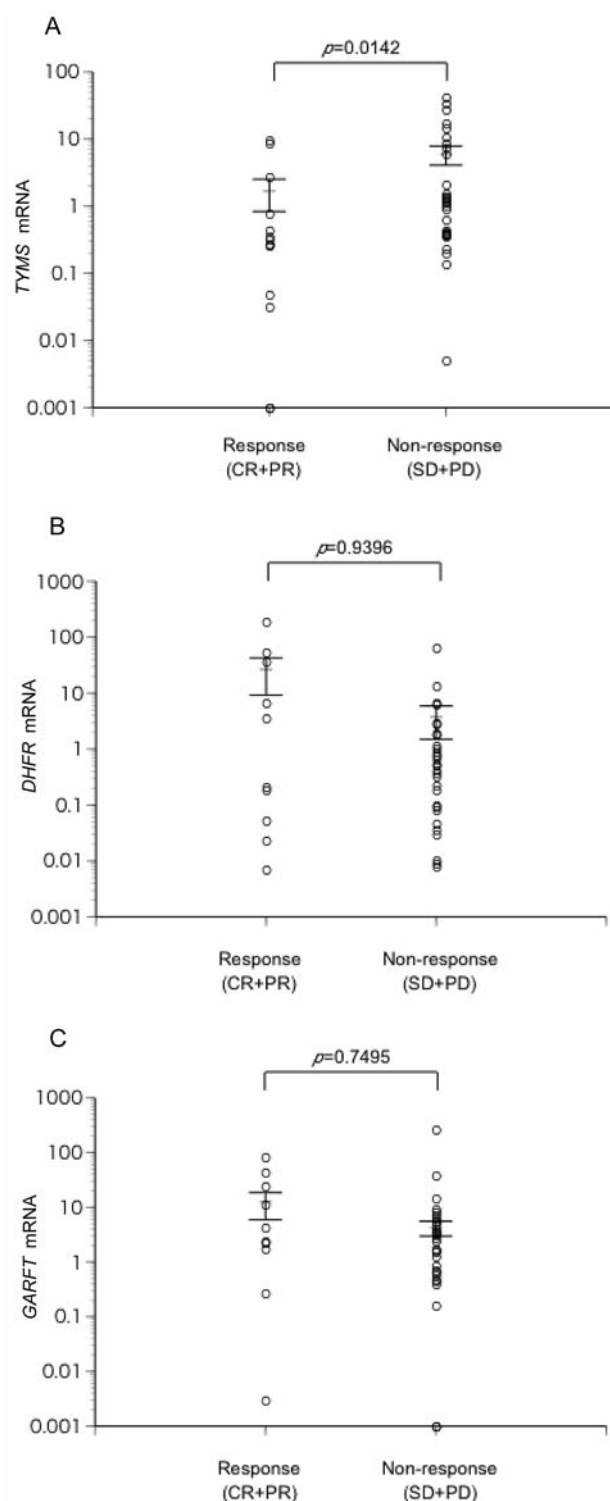 A
p=0.0142
100
10
1
0.1
0.01
0.001
TYMS mRNA
Response
(CR+PR)
Non-response
(SD+PD)
B
p=0.9396
1000
100
10
1
0.1
0.01
0.001
DHFR mRNA
Response
(CR+PR)
Non-response
(SD+PD)
C
p=0.7495
1000
100
10
1
0.1
0.01
0.001
GARFT mRNA
Response
(CR+PR)
Non-response
(SD+PD)